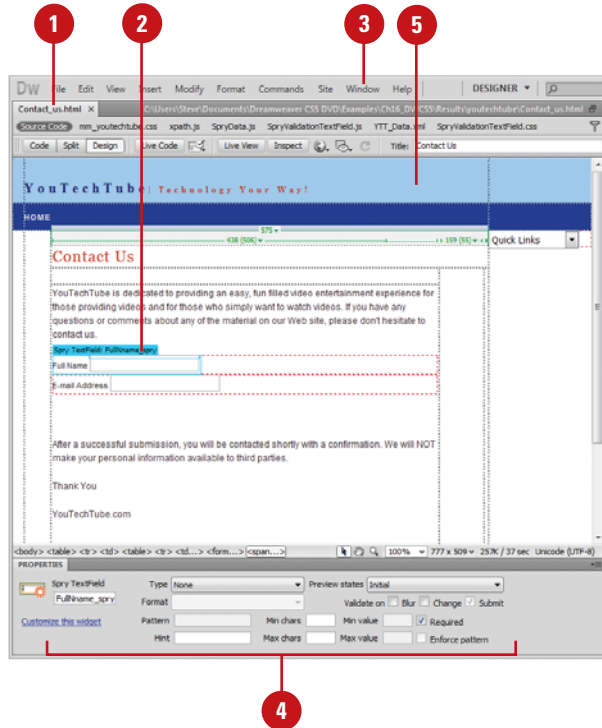 1 2 3 5
DW File Edit View Insert Modify Format Commands Site Window Help DESIGNER
Contact_us.html × C:\Users\Steve\Documents\Dreamweaver CS5 DVD\Examples\Ch16_DWCS5\Results\youtechtube\Contact_us.html
Source Code mm_youtechtube.css xpath.js SpryData.js SpryValidationTextField.js YTT_Data.xml SpryValidationTextField.css
Code Split Design Live Code Live View Inspect Title: Contact Us
YouTechTube| Technology Your Way!
HOME
575
438 (506) 159 (55) Quick Links
Contact Us
YouTechTube is dedicated to providing an easy, fun filled video entertainment experience for
those providing videos and for those who simply want to watch videos. If you have any
questions or comments about any of the material on our Web site, please don't hesitate to
contact us.
Spry TextField: FullName_spry
Full Name
E-mail Address
After a successful submission, you will be contacted shortly with a confirmation. We will NOT
make your personal information available to third parties.
Thank You
YouTechTube.com
<body> <table> <tr> <td> <table> <tr> <td...> <form...> <span...> 100% 777 x 509 257K / 37 sec Unicode (UTF-8)
PROPERTIES
Spry TextField Type None Preview states Initial
FullName_spry Format Validate on Blur Change Submit
Customize this widget Pattern Min chars Min value Required
Hint Max chars Max value Enforce pattern
4